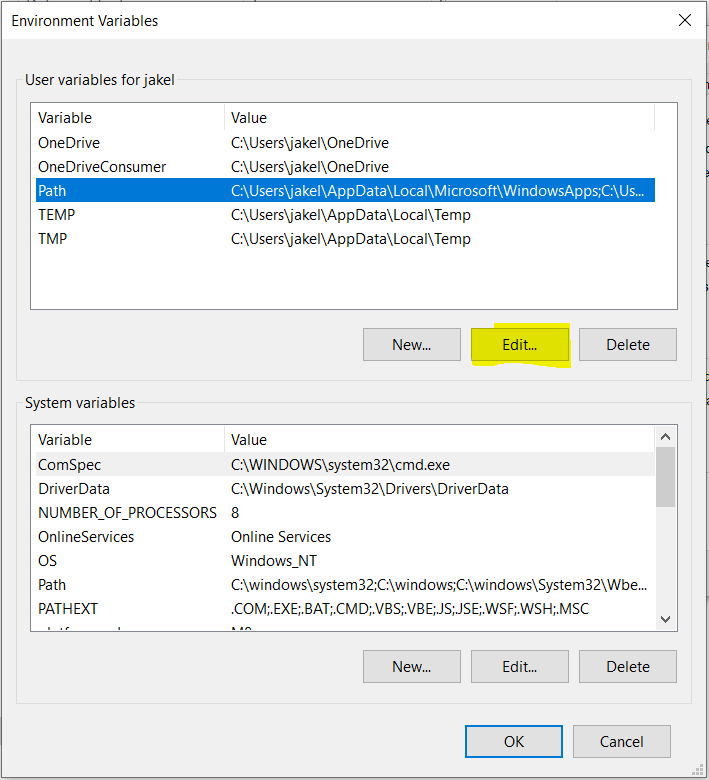 Environment Variables
User variables for jakel
Variable Value
OneDrive C:\Users\jakel\OneDrive
OneDriveConsumer C:\Users\jakel\OneDrive
Path C:\Users\jakel\AppData\Local\Microsoft\WindowsApps;C:\Us...
TEMP C:\Users\jakel\AppData\Local\Temp
TMP C:\Users\jakel\AppData\Local\Temp
New... Edit... Delete
System variables
Variable Value
ComSpec C:\WINDOWS\system32\cmd.exe
DriverData C:\Windows\System32\Drivers\DriverData
NUMBER_OF_PROCESSORS 8
OnlineServices Online Services
OS Windows_NT
Path C:\windows\system32;C:\windows;C:\windows\System32\Wbe...
PATHEXT .COM;.EXE;.BAT;.CMD;.VBS;.VBE;.JS;.JSE;.WSF;.WSH;.MSC
New... Edit... Delete
OK Cancel